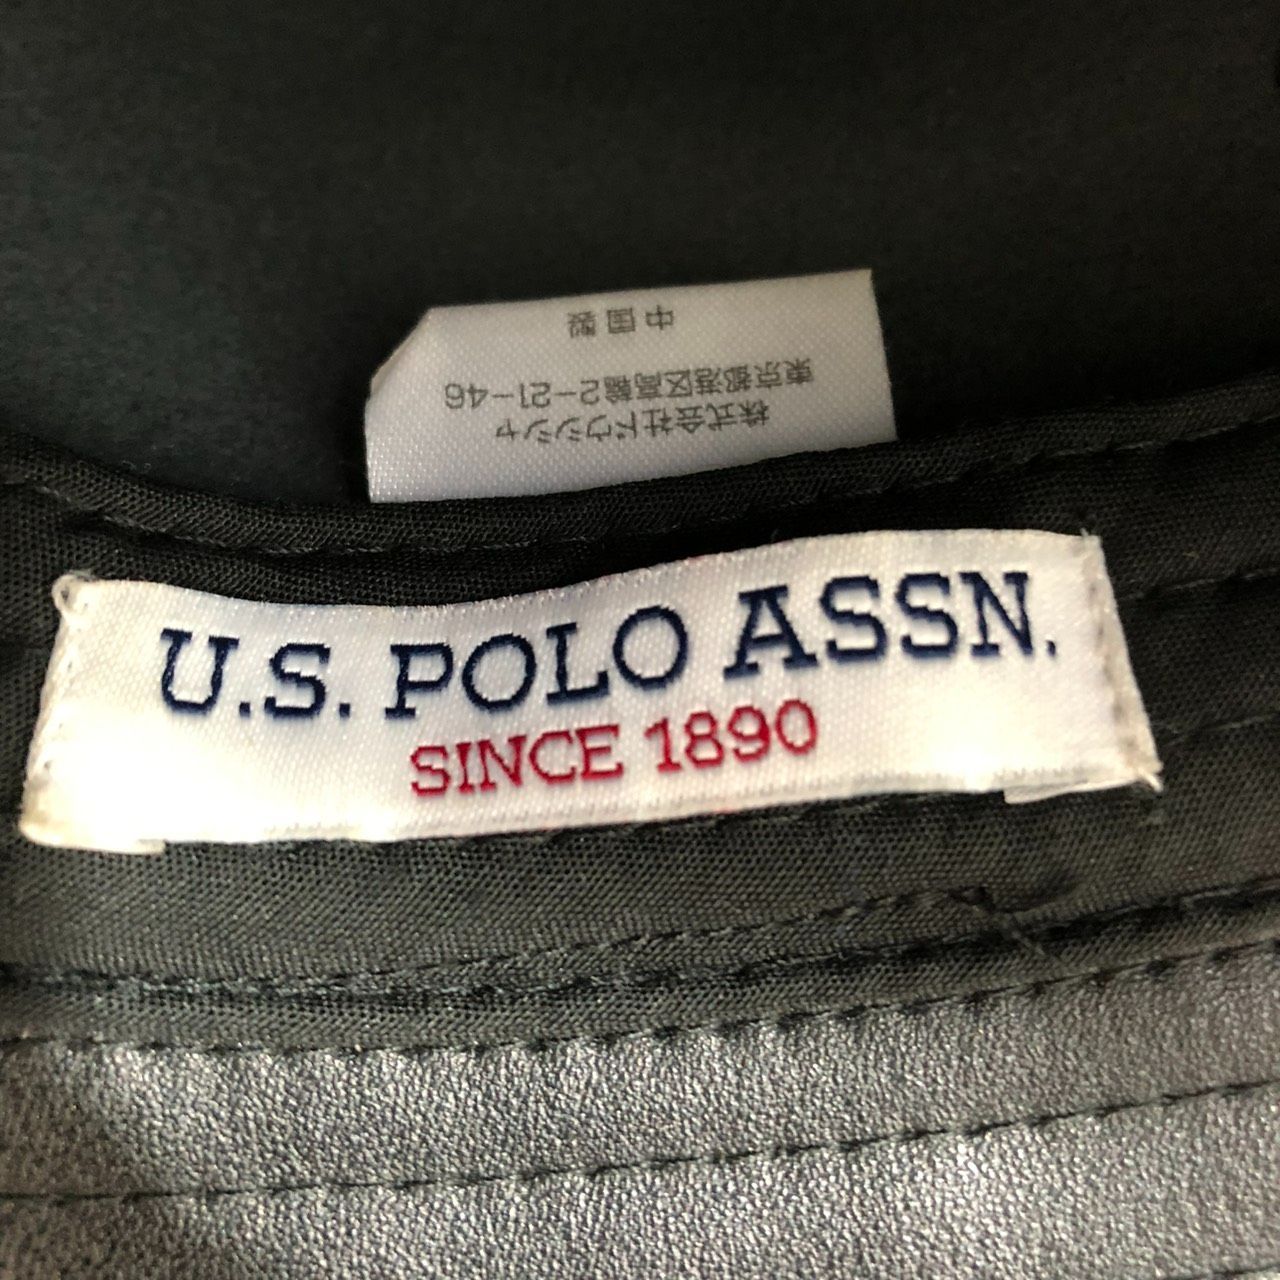 株式会社ドウシシャ
東京都港区高輪2-21-46
中国製
U.S. POLO ASSN.
SINCE 1890